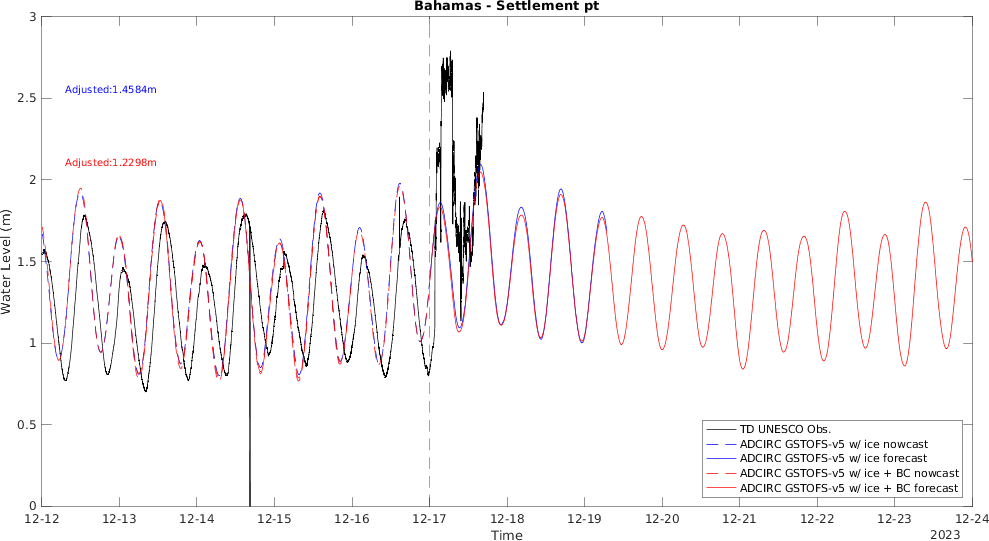 Bahamas - Settlement pt
3
2.5
2
1.5
1
0.5
0
Water Level (m)
Adjusted:1.4584m
Adjusted:1.2298m
TD UNESCO Obs.
ADCIRC GSTOFS-v5 w/ ice nowcast
ADCIRC GSTOFS-v5 w/ ice forecast
ADCIRC GSTOFS-v5 w/ ice + BC nowcast
ADCIRC GSTOFS-v5 w/ ice + BC forecast
12-12 12-13 12-14 12-15 12-16 12-17 12-18 12-19 12-20 12-21 12-22 12-23 12-24
Time
2023